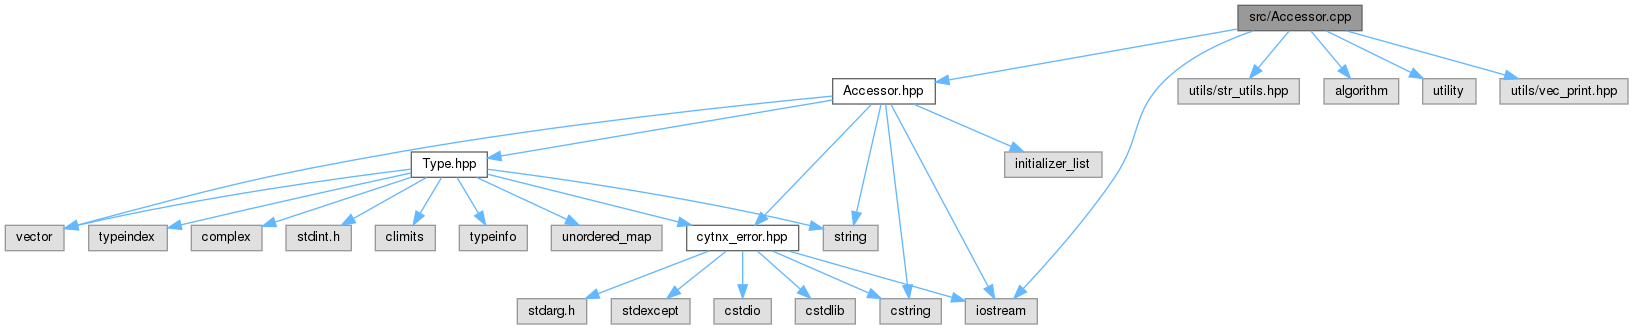 src/Accessor.cpp
Accessor.hpp
utils/str_utils.hpp
algorithm
utility
utils/vec_print.hpp
Type.hpp
initializer_list
vector
typeindex
complex
stdint.h
climits
typeinfo
unordered_map
cytnx_error.hpp
string
stdarg.h
stdexcept
cstdio
cstdlib
cstring
iostream